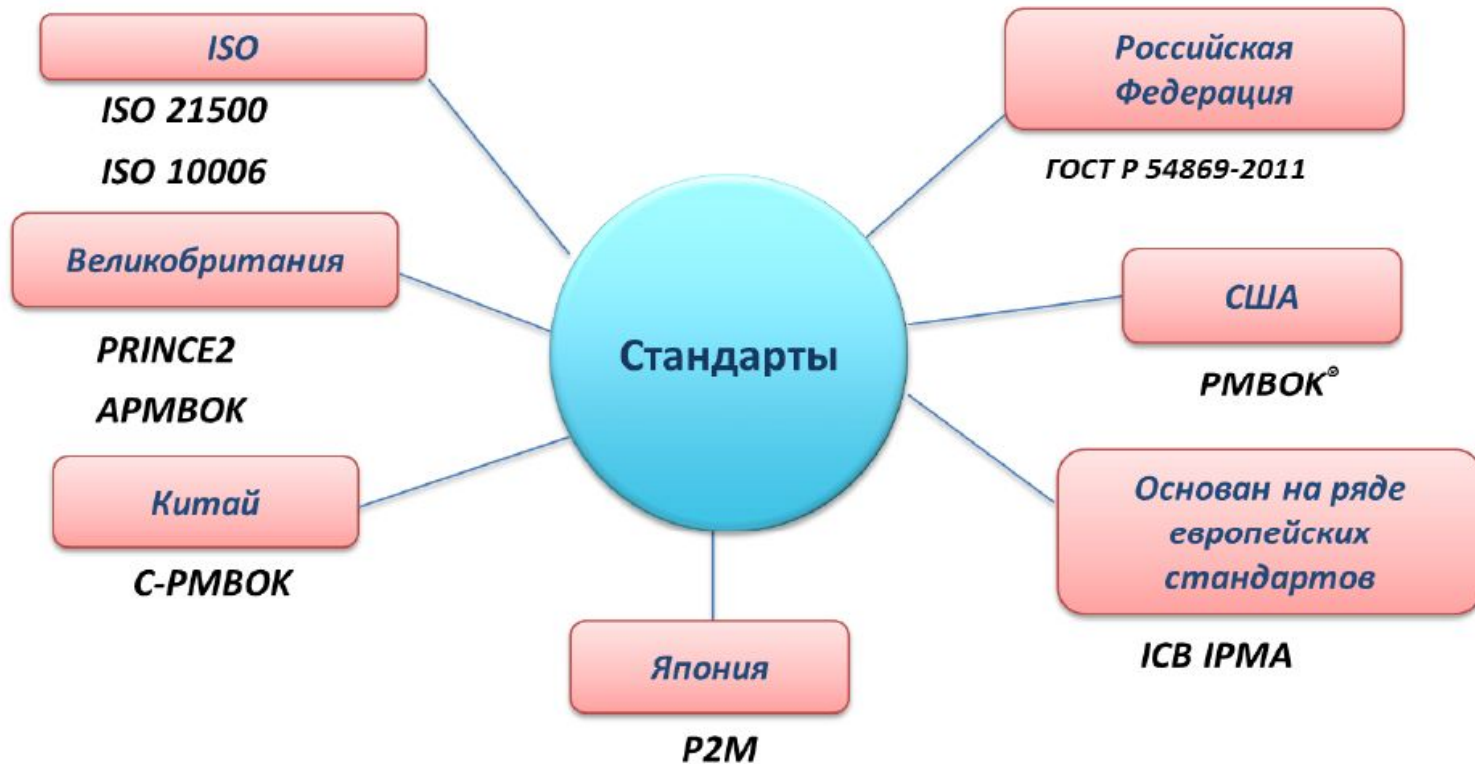 ISO
ISO 21500
ISO 10006
Великобритания
PRINCE2
APMBOK
Китай
C-PMBOK
Стандарты
Япония
P2M
Российская
Федерация
ГОСТ Р 54869-2011
США
PMBOK®
Основан на ряде
европейских
стандартов
ICB IPMA